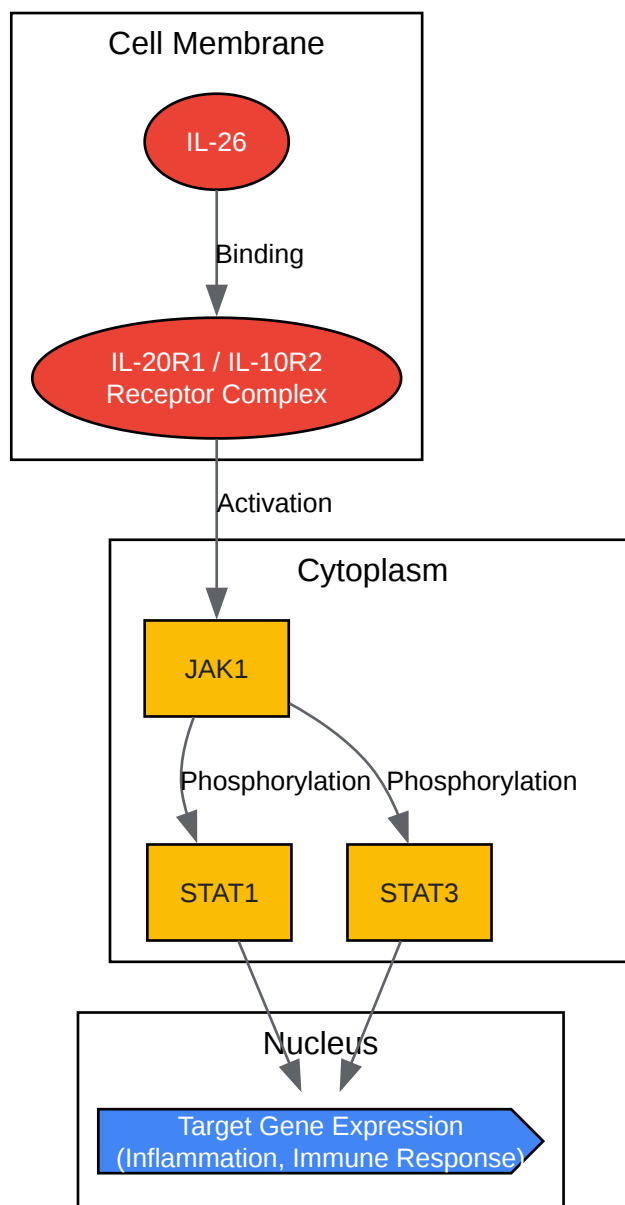 Cell Membrane
IL-26
Binding
IL-20R1 / IL-10R2
Receptor Complex
Activation
Cytoplasm
JAK1
Phosphorylation
Phosphorylation
STAT1
STAT3
Nucleus
Target Gene Expression
(Inflammation, Immune Response)